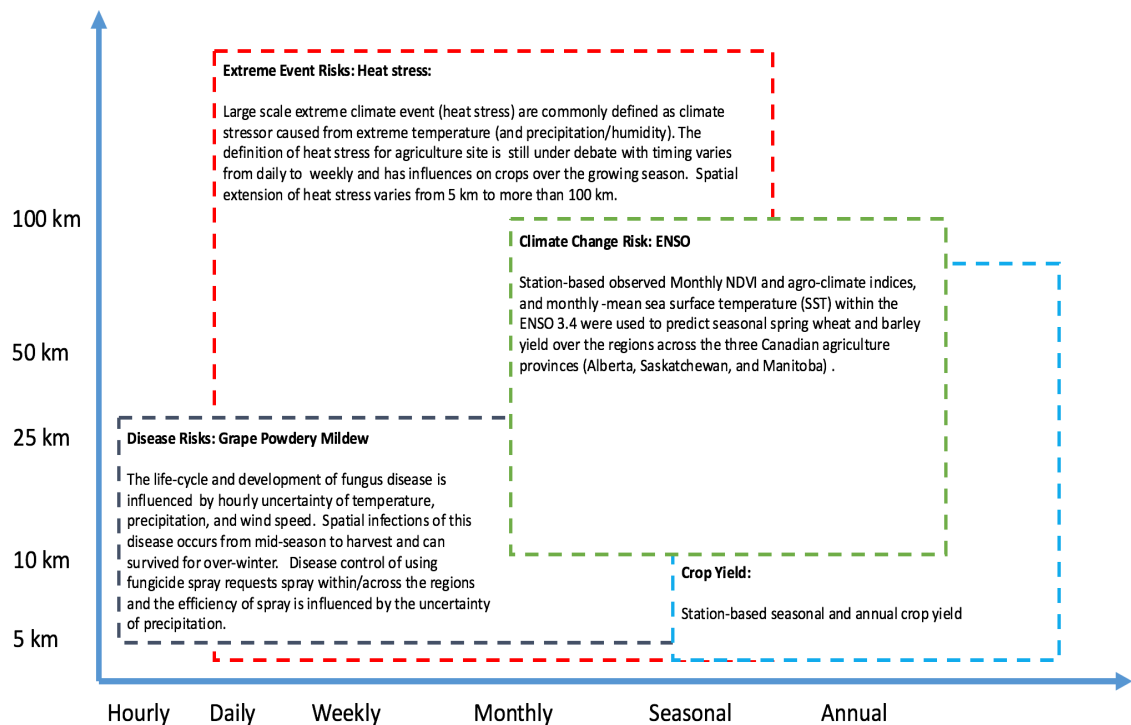 Extreme Event Risks: Heat stress:
Large scale extreme climate event (heat stress) are commonly defined as climate
stressor caused from extreme temperature (and precipitation/humidity). The
definition of heat stress for agriculture site is still under debate with timing varies
from daily to weekly and has influences on crops over the growing season. Spatial
extension of heat stress varies from 5 km to more than 100 km.
100 km
Climate Change Risk: ENSO
Station-based observed Monthly NDVI and agro-climate indices,
and monthly -mean sea surface temperature (SST) within the
ENSO 3.4 were used to predict seasonal spring wheat and barley
yield over the regions across the three Canadian agriculture
provinces (Alberta, Saskatchewan, and Manitoba) .
50 km
25 km
Disease Risks: Grape Powdery Mildew
The life-cycle and development of fungus disease is
influenced by hourly uncertainty of temperature,
precipitation, and wind speed. Spatial infections of this
disease occurs from mid-season to harvest and can
survived for over-winter. Disease control of using
fungicide spray requests spray within/across the regions
and the efficiency of spray is influenced by the uncertainty
of precipitation.
10 km
Crop Yield:
Station-based seasonal and annual crop yield
5 km
Hourly Daily Weekly Monthly Seasonal Annual